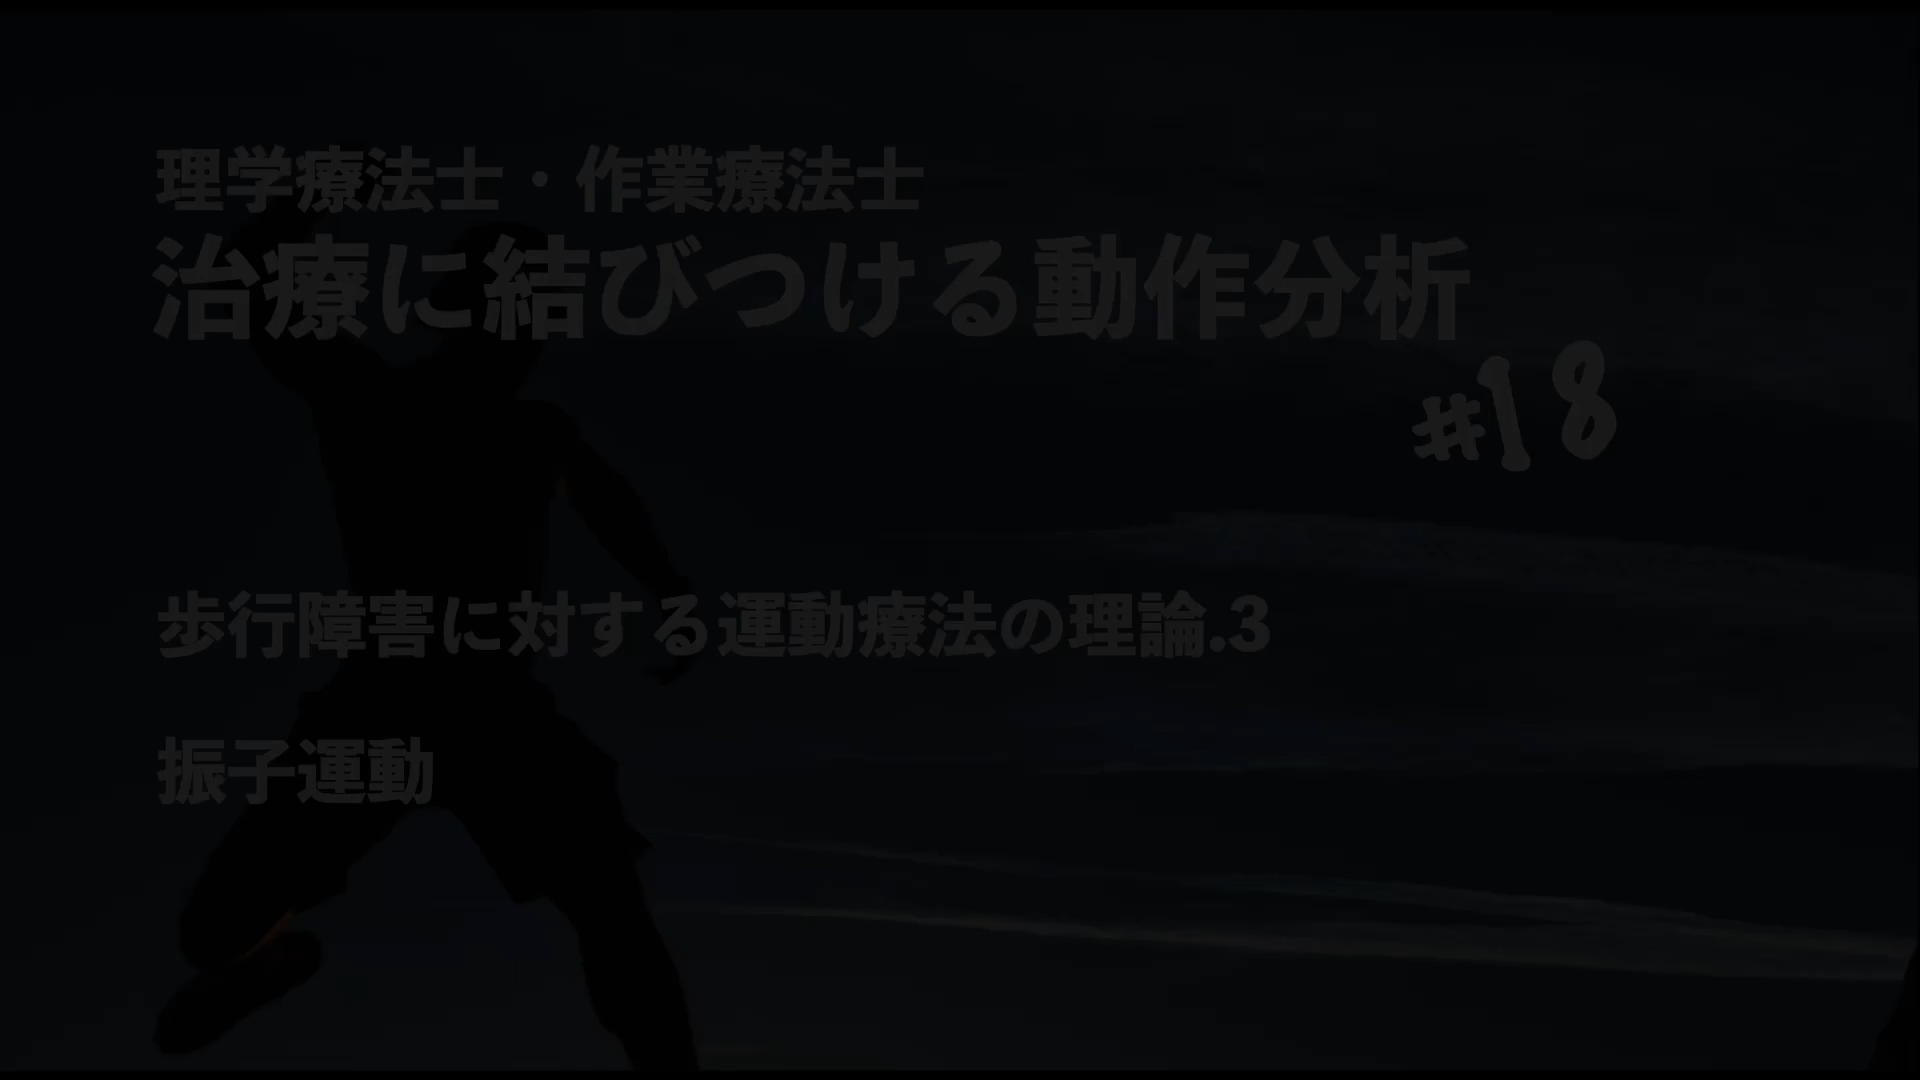 理学療法士・作業療法士
治療に結びつける動作分析
#18
歩行障害に対する運動療法の理論.3
振子運動